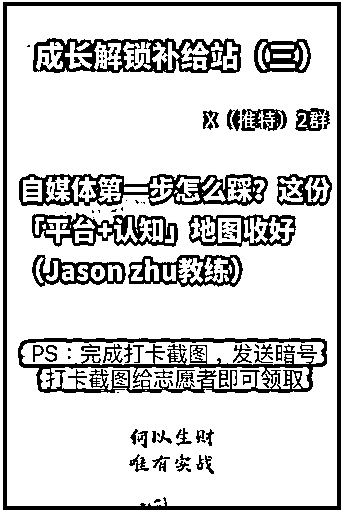 成长解锁补给站（三）
X（推特）2群
自媒体第一步怎么踩？这份
「平台+认知」地图收好
（Jason zhu教练）
PS：完成打卡截图，发送暗号
打卡截图给志愿者即可领取
何以生财
唯有实战